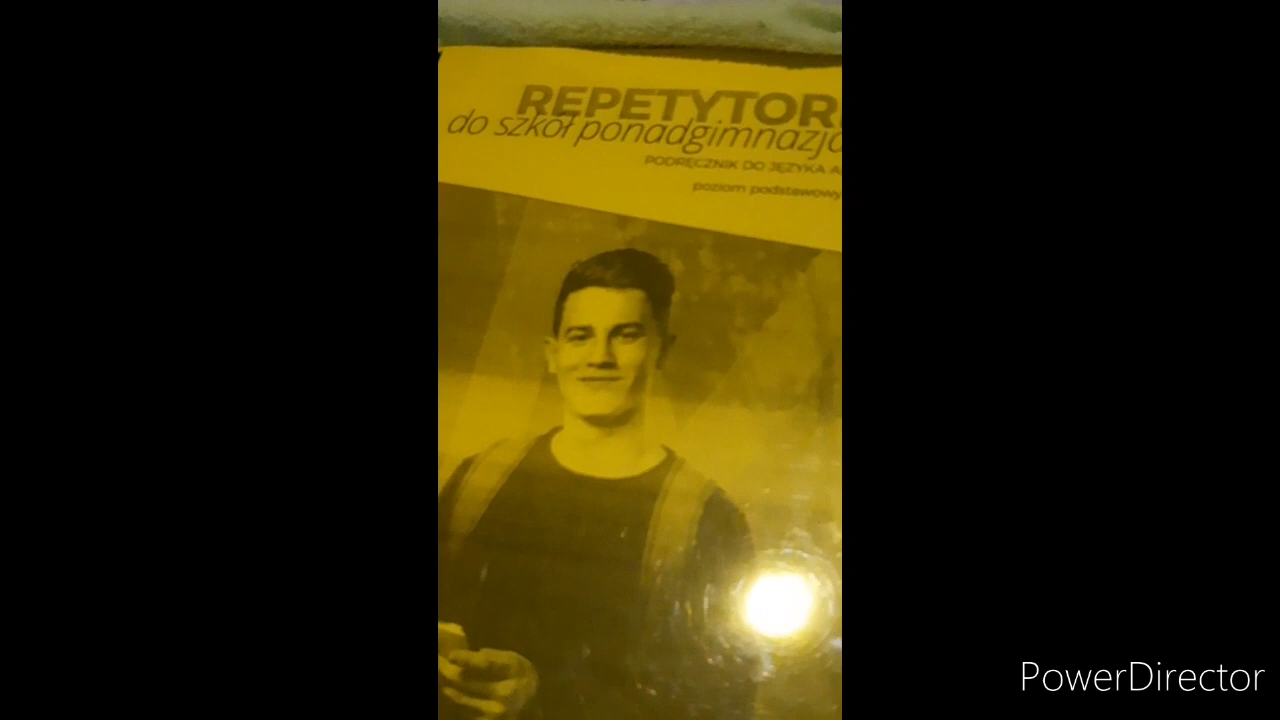 REPETYTOR
do szkół ponadgimnazja
PODRĘCZNIK DO JĘZYKA A
poziom podstawowy
PowerDirector